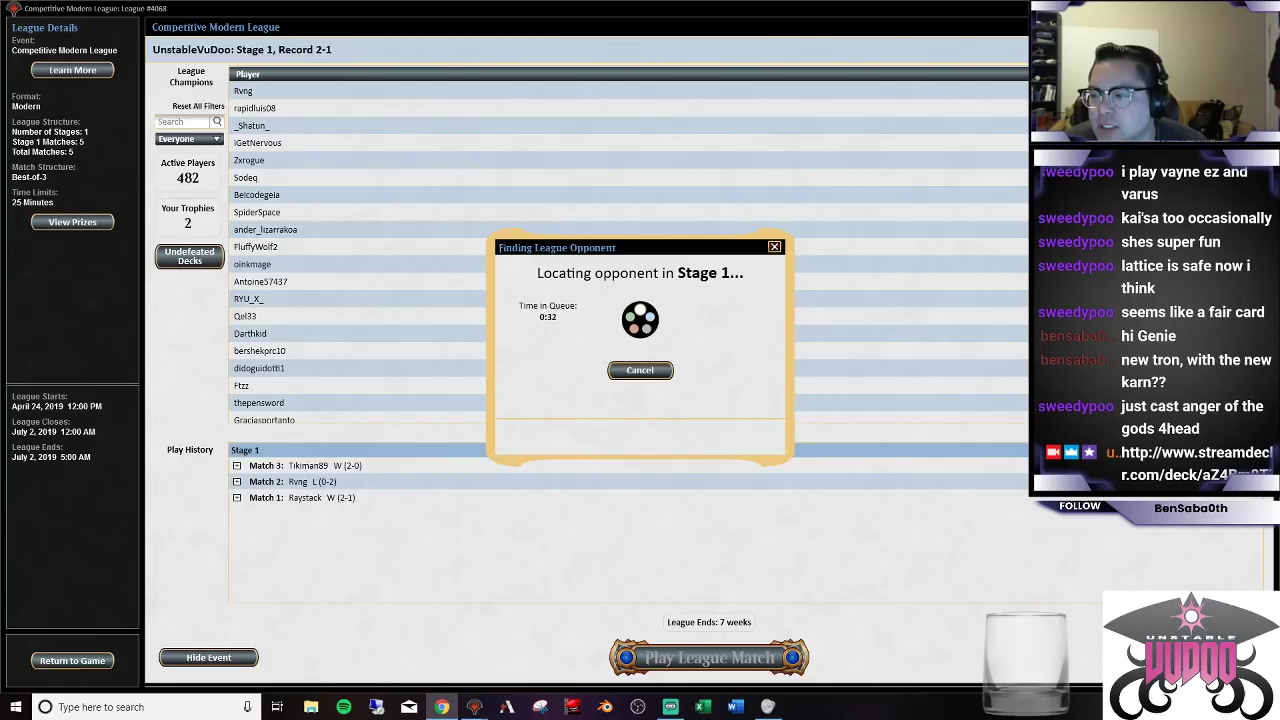 Competitive Modern League: League #4068
League Details
Event:
Competitive Modern League
Learn More
Format:
Modern
League Structure:
Number of Stages: 1
Stage 1 Matches: 5
Total Matches: 5
Match Structure:
Best-of-3
Time Limits:
25 Minutes
View Prizes
League Starts:
April 24, 2019 12:00 PM
League Closes:
July 2, 2019 12:00 AM
League Ends:
July 2, 2019 5:00 AM
Return to Game
Competitive Modern League
UnstableVuDoo: Stage 1, Record 2-1
League
Champions
Reset All Filters
Search
Everyone
Active Players
482
Your Trophies
2
Undefeated
Decks
Player
Rvng
rapidluis08
_Shatun_
IGetNervous
Zxrogue
Sodeq
Beicodegeia
SpiderSpace
ander_lizarrakoa
FluffyWolf2
oinkmage
Antoine57437
RYU_X_
Qel33
Darthkid
bershekprc10
didoguidotti1
Ftzz
thepensword
Graciasportanto
Finding League Opponent
Locating opponent in Stage 1...
Time in Queue:
0:32
Cancel
Play History
Stage 1
Match 3: Tikiman89 W (2-0)
Match 2: Rvng L (0-2)
Match 1: Raystack W (2-1)
League Ends: 7 weeks
Hide Event
Play League Match
sweedypoo i play vayne ez and
varus
sweedypoo kai'sa too occasionally
sweedypoo shes super fun
sweedypoo lattice is safe now i
think
sweedypoo seems like a fair card
bensaba0... hi Genie
bensaba0... new tron, with the new
karn??
sweedypoo just cast anger of the
gods 4head
u.. http://www.streamdecl
r.com/deck/
FOLLOW
BenSaba0th
UNSTABLE
VUDOO
Type here to search